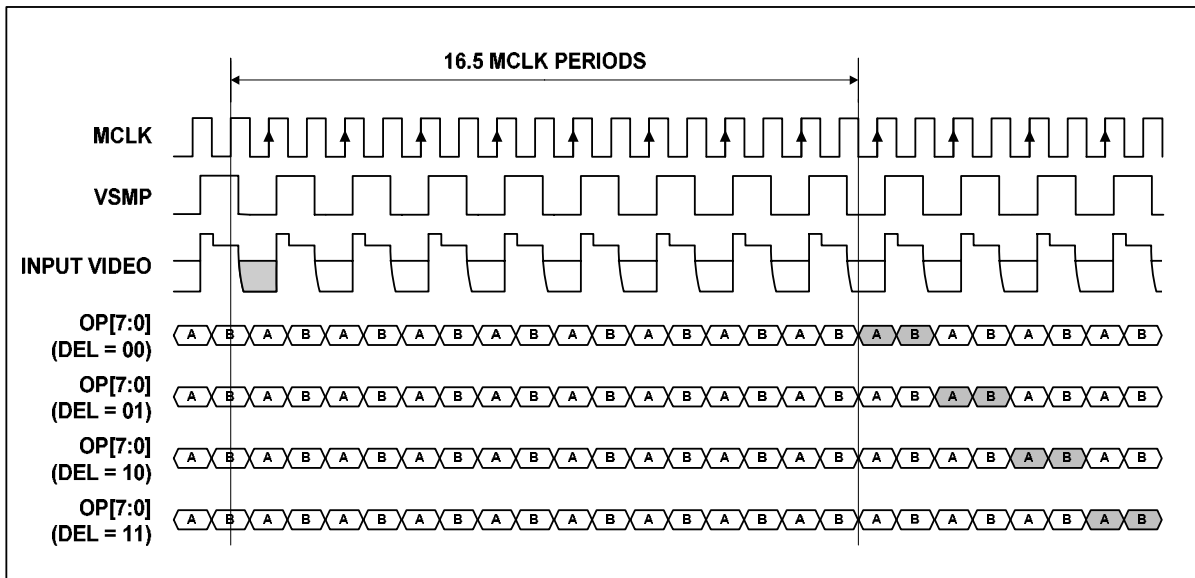 16.5 MCLK PERIODS
MCLK
VSMP
INPUT VIDEO
OP[7:0]
(DEL = 00)
A B A B A B A B A B A B A B A B A B A B A B A B A B
OP[7:0]
(DEL = 01)
A B A B A B A B A B A B A B A B A B A B A B A B A B
OP[7:0]
(DEL = 10)
A B A B A B A B A B A B A B A B A B A B A B A B A B
OP[7:0]
(DEL = 11)
A B A B A B A B A B A B A B A B A B A B A B A B A B